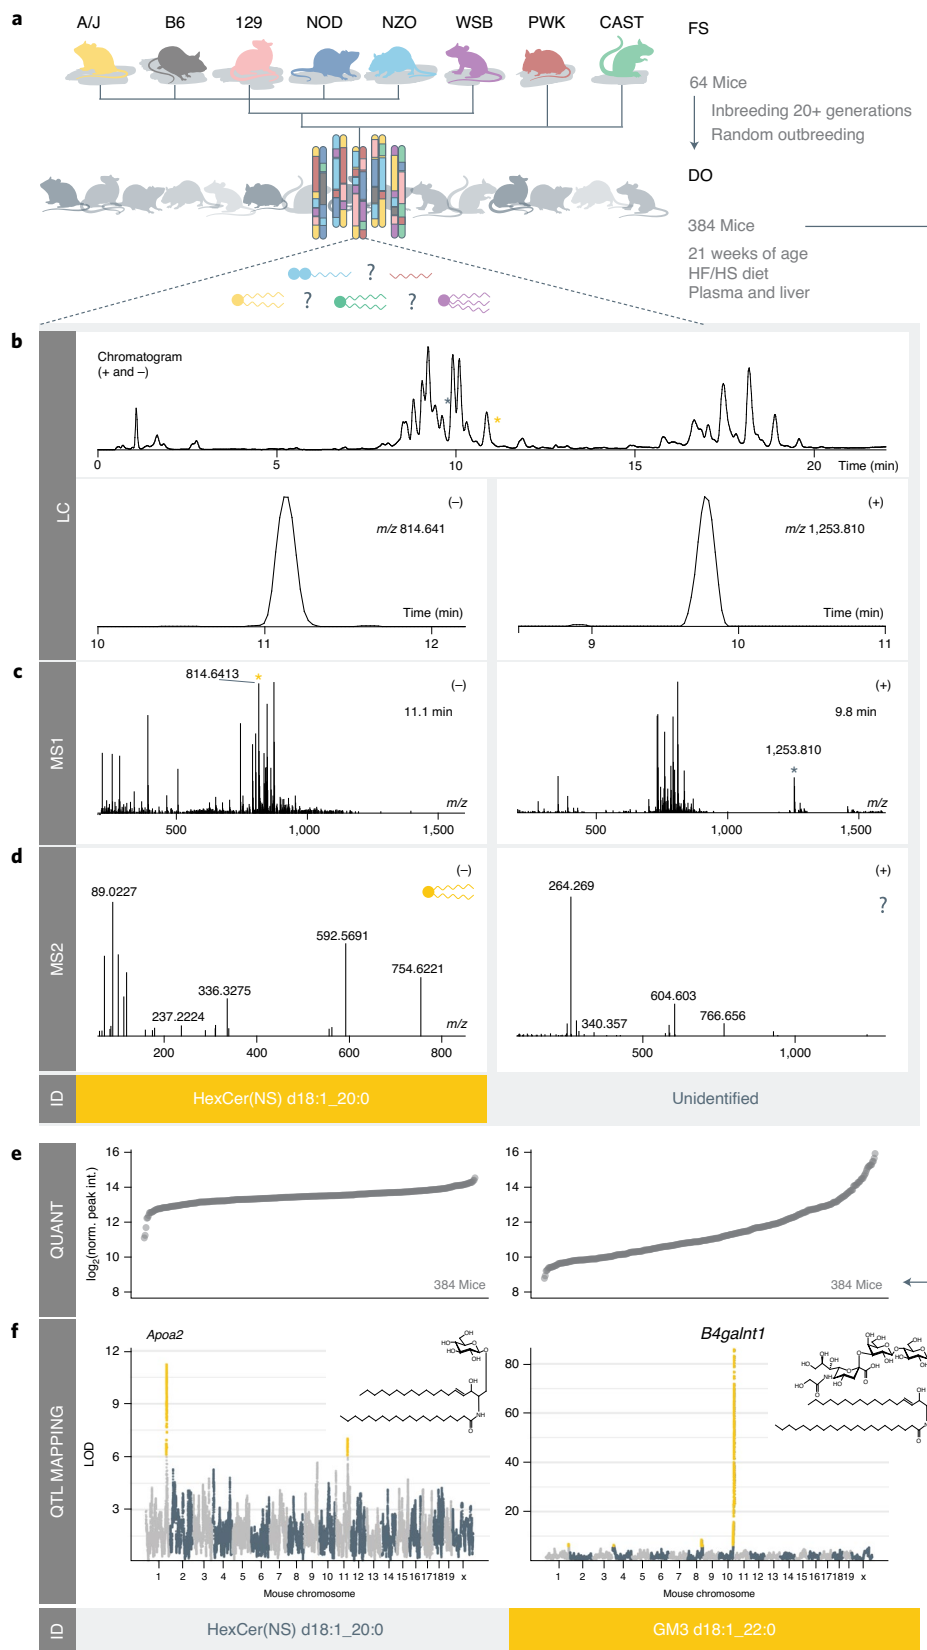 a
A/J B6 129 NOD NZO WSB PWK CAST
FS
64 Mice
Inbreeding 20+ generations
Random outbreeding
DO
384 Mice
21 weeks of age
HF/HS diet
Plasma and liver
?
? ?
b
LC
Chromatogram
(+ and –)
* *
0 5 10 15 20 Time (min)
(–)
m/z 814.641
Time (min)
10 11 12
(+)
m/z 1,253.810
Time (min)
9 10 11
c
MS1
814.6413
*
(–)
11.1 min
m/z
500 1,000 1,500
(+)
9.8 min
1,253.810
*
m/z
500 1,000 1,500
d
MS2
(–)
89.0227
592.5691
754.6221
336.3275
237.2224
m/z
200 400 600 800
(+)
264.269
?
604.603
766.656
340.357
500 1,000
ID
HexCer(NS) d18:1_20:0
Unidentified
e
QUANT
log2(norm. peak int.)
16
14
12
10
8
384 Mice
16
14
12
10
8
384 Mice
f
QTL MAPPING
Apoa2
LOD
12
9
6
3
1 2 3 4 5 6 7 8 9 10 11 12 13 14 15 16 17 18 19 x
Mouse chromosome
B4galnt1
80
60
40
20
1 2 3 4 5 6 7 8 9 10 11 12 13 14 15 16 17 18 19 x
Mouse chromosome
ID
HexCer(NS) d18:1_20:0
GM3 d18:1_22:0